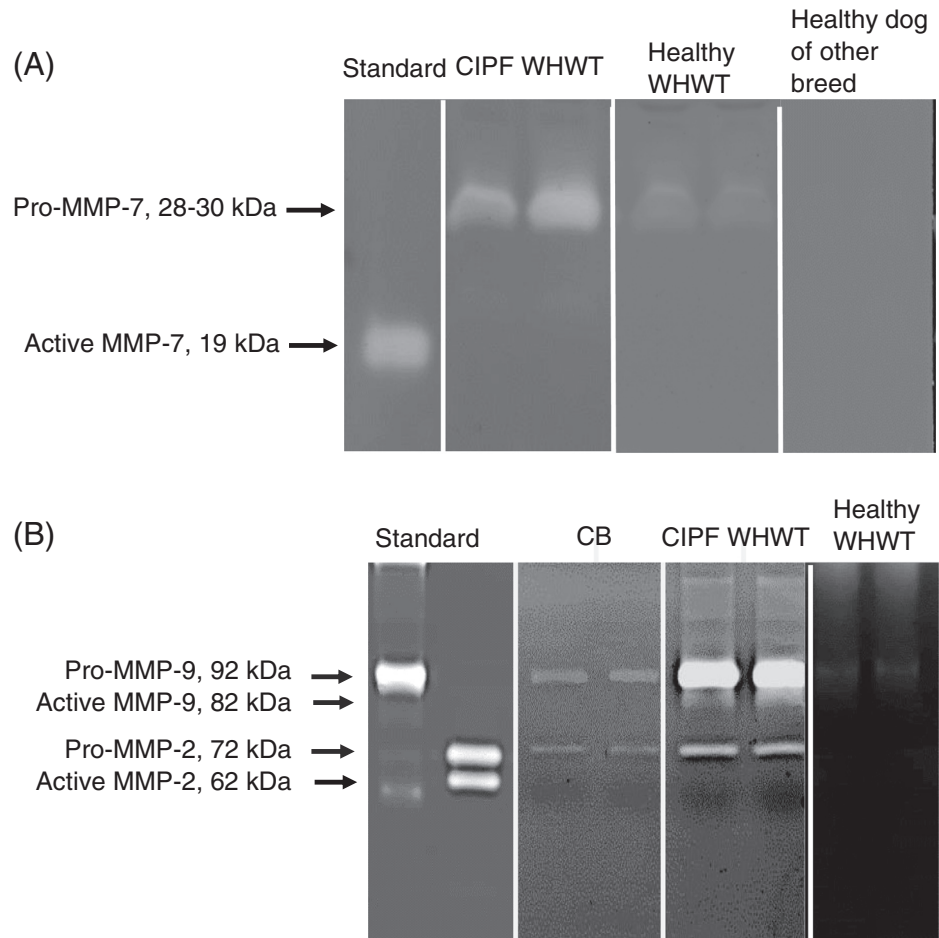 (A)
Standard CIPF WHWT
Healthy
WHWT
Healthy dog
of other
breed
Pro-MMP-7, 28-30 kDa
Active MMP-7, 19 kDa
(B)
Standard
CB
CIPF WHWT
Healthy
WHWT
Pro-MMP-9, 92 kDa
Active MMP-9, 82 kDa
Pro-MMP-2, 72 kDa
Active MMP-2, 62 kDa